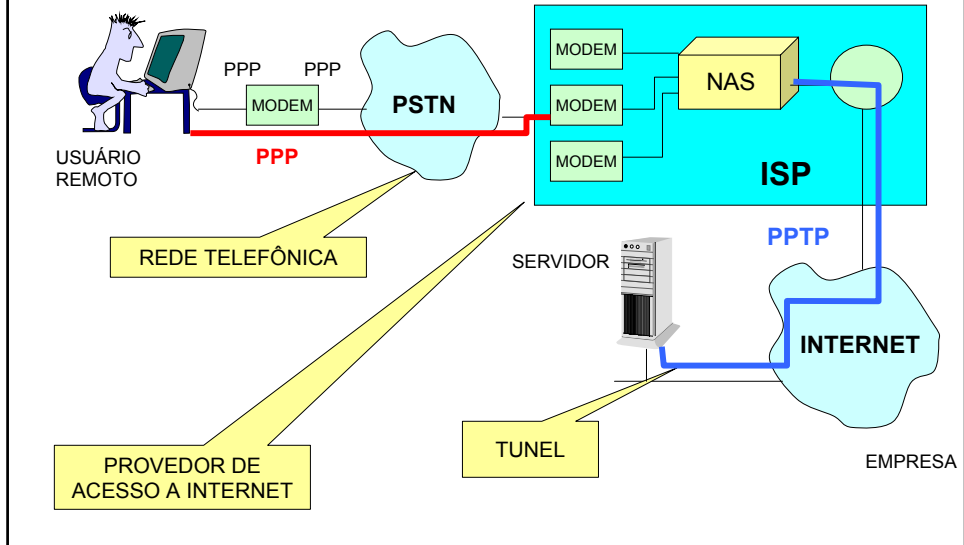 PPP
PPP
MODEM
USUÁRIO
REMOTO
PPP
PSTN
MODEM
MODEM
MODEM
NAS
ISP
REDE TELEFÔNICA
PPTP
SERVIDOR
INTERNET
TUNEL
PROVEDOR DE
ACESSO A INTERNET
EMPRESA